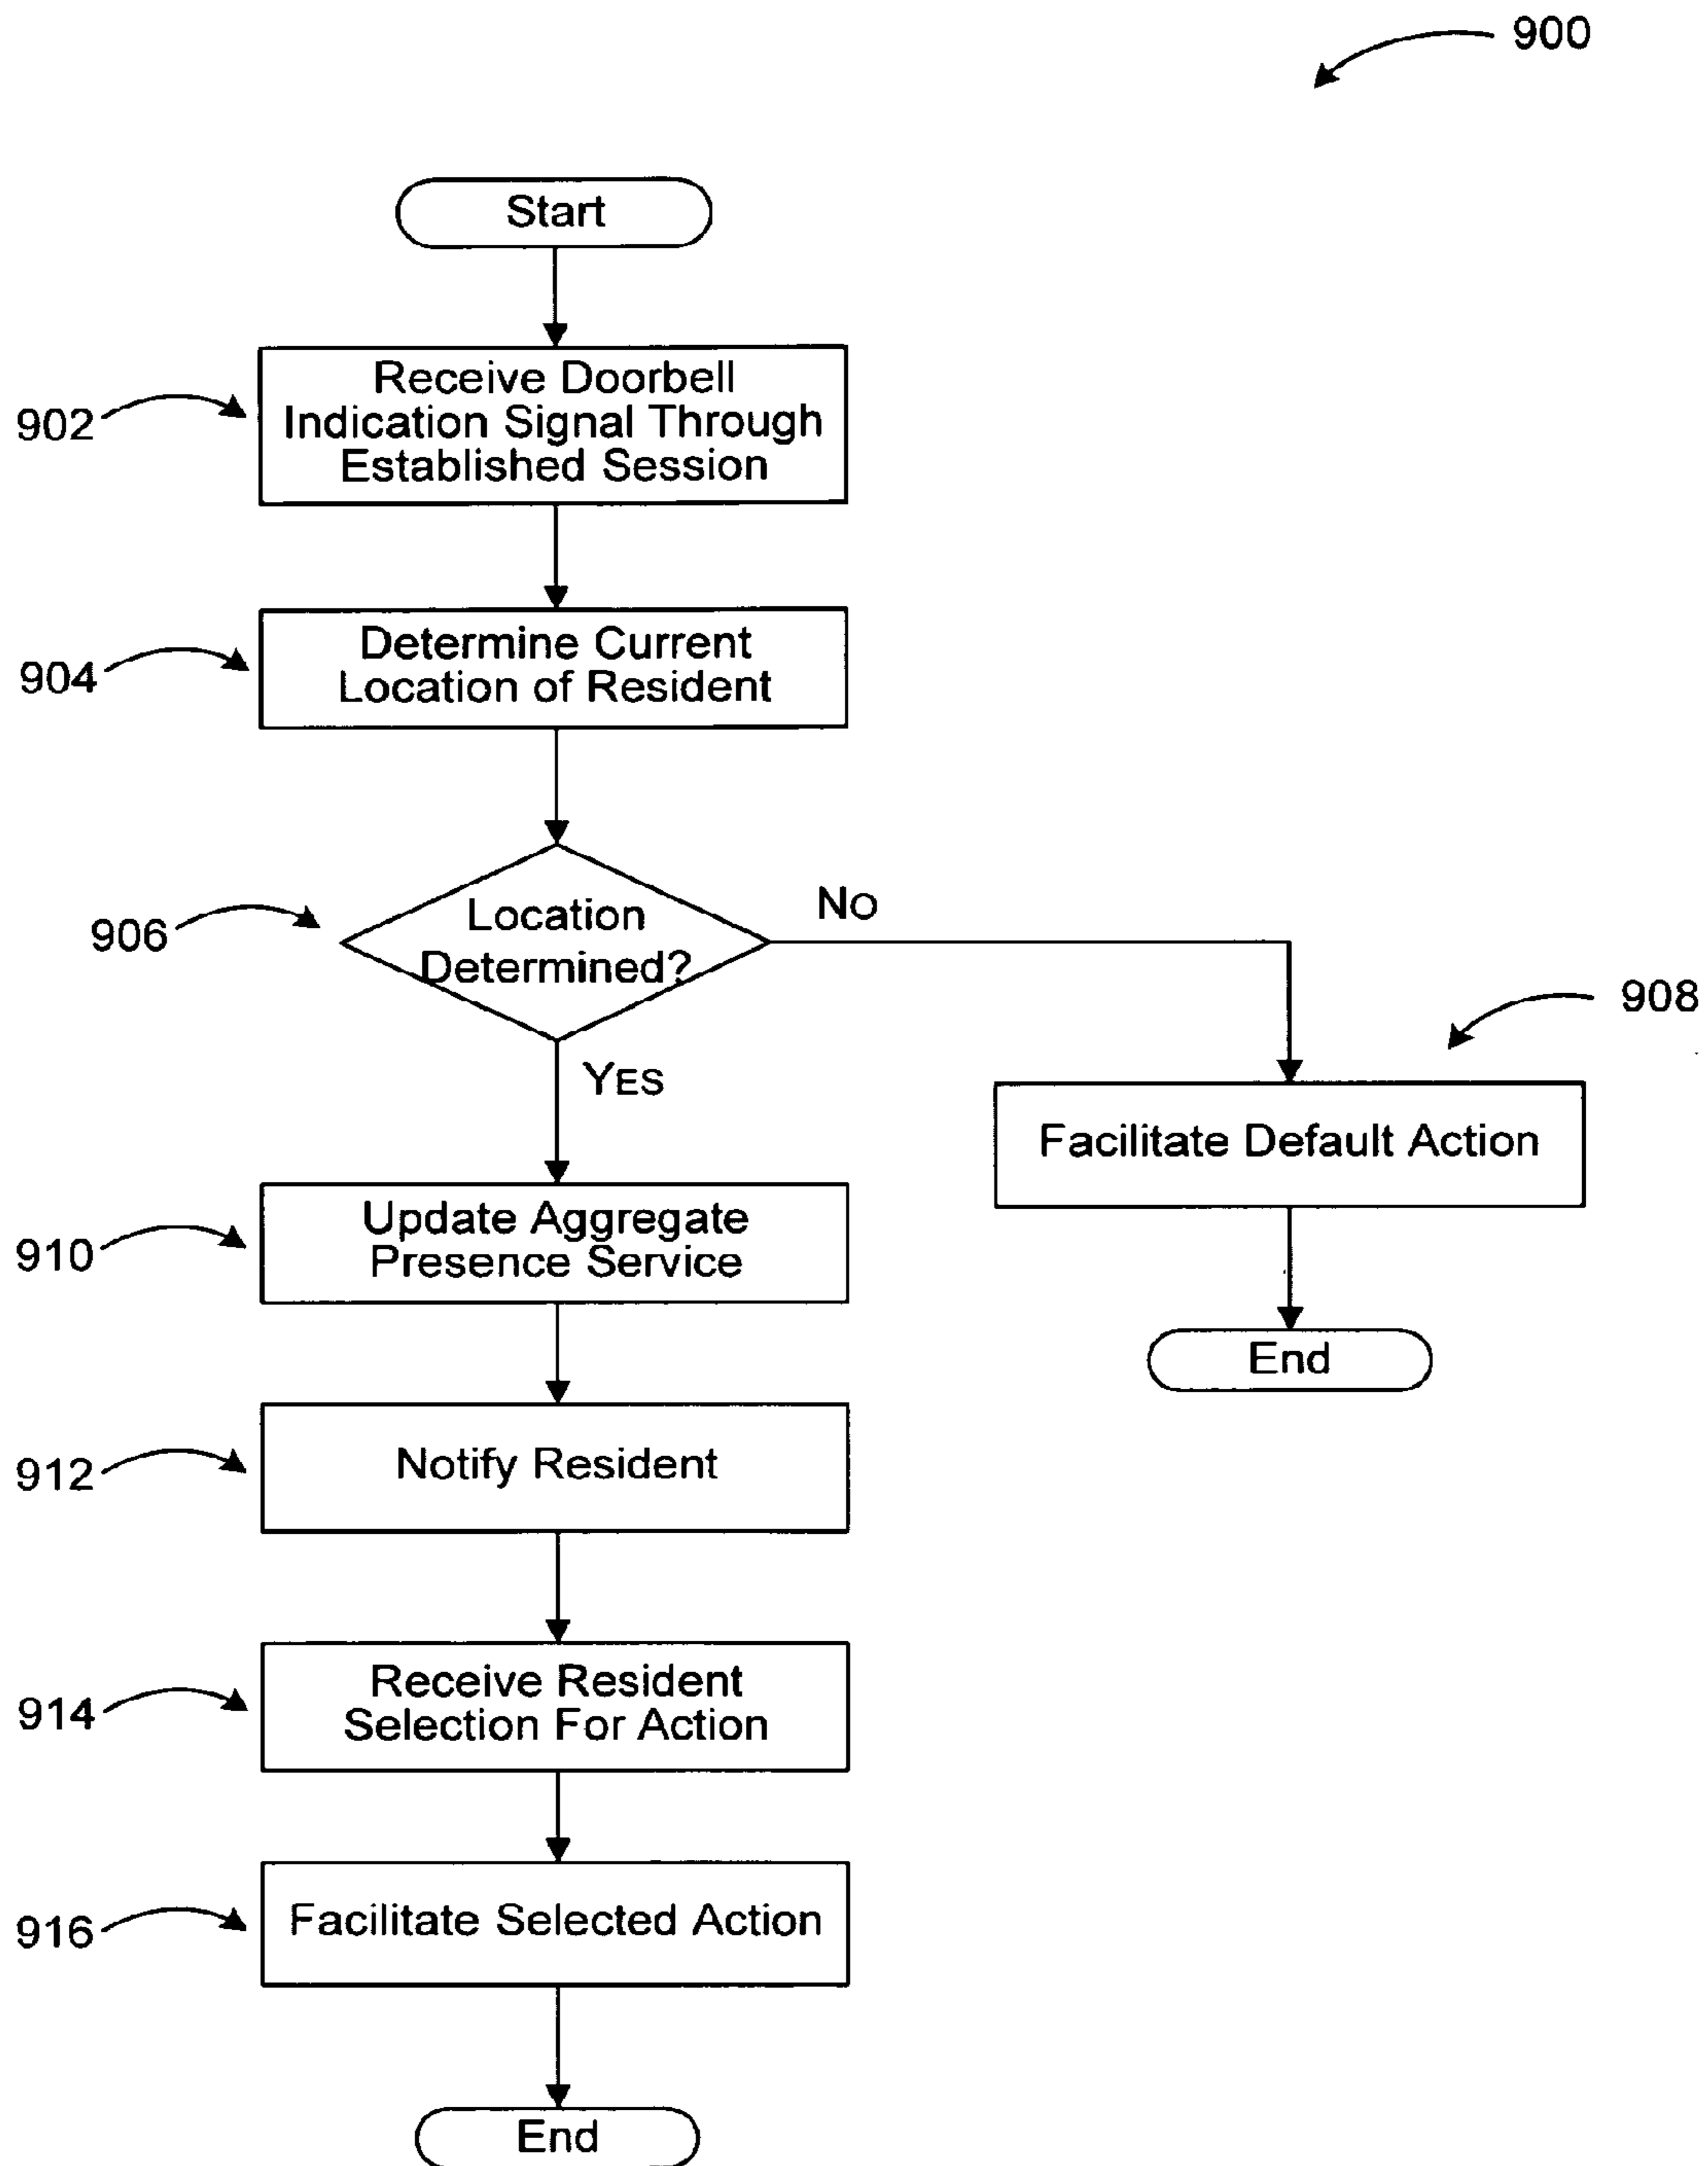 900
Start
902
Receive Doorbell
Indication Signal Through
Established Session
904
Determine Current
Location of Resident
906
Location
Determined?
NO
YES
908
Facilitate Default Action
End
910
Update Aggregate
Presence Service
912
Notify Resident
914
Receive Resident
Selection For Action
916
Facilitate Selected Action
End